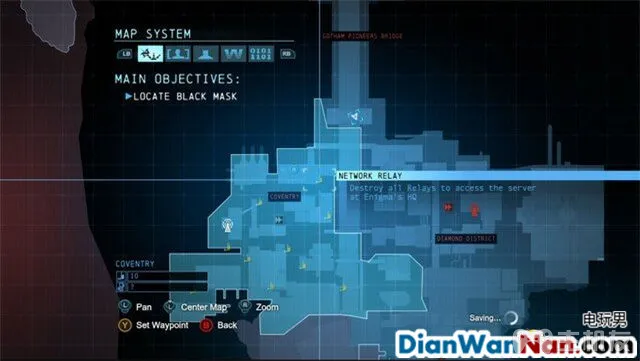 MAP SYSTEM
LB
0101
1101
RB
GOTHAM PIONEERS BRIDGE
MAIN OBJECTIVES:
LOCATE BLACK MASK
NETWORK RELAY
Destroy all Relays to access the server
at Enigma's HQ
COVENTRY
DIAMOND DISTRICT
COVENTRY
10
?
L Pan
Center Map
R Zoom
Y Set Waypoint
B Back
Saving...
电玩男
DianWanNan.com